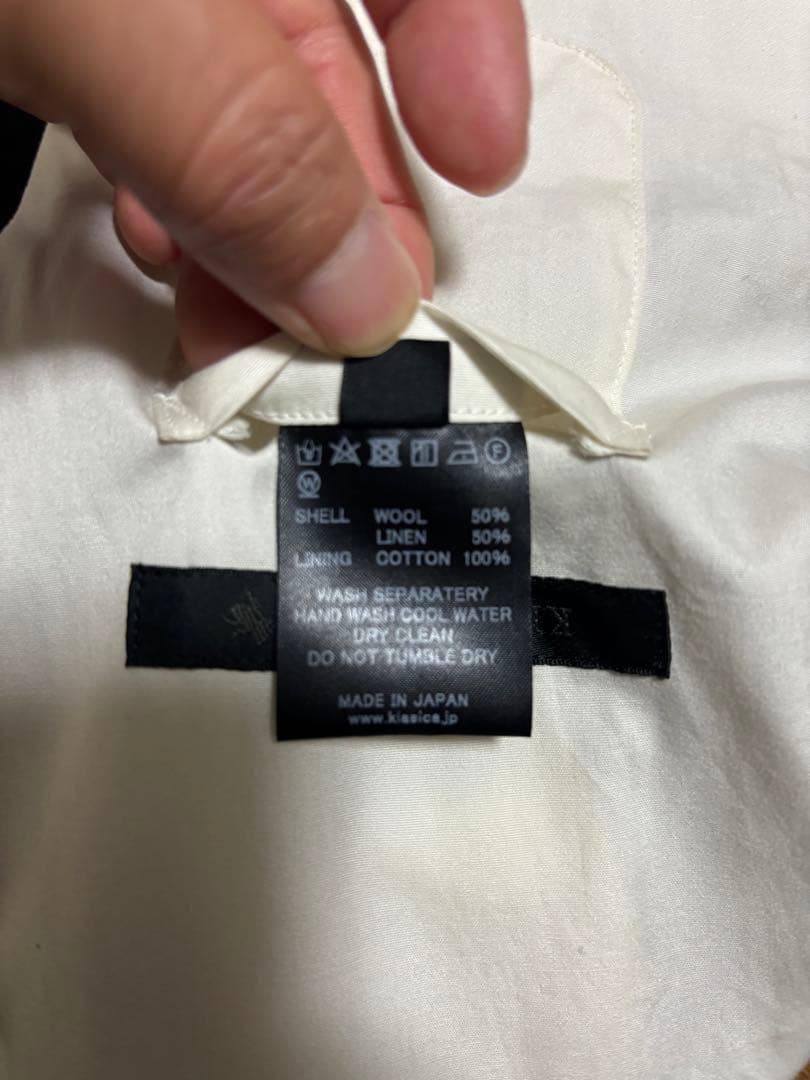 F
W
SHELL WOOL 50%
LINEN 50%
LINING COTTON 100%
WASH SEPARATERY
HAND WASH COOL WATER
DRY CLEAN
DO NOT TUMBLE DRY
MADE IN JAPAN
www.klasica.jp